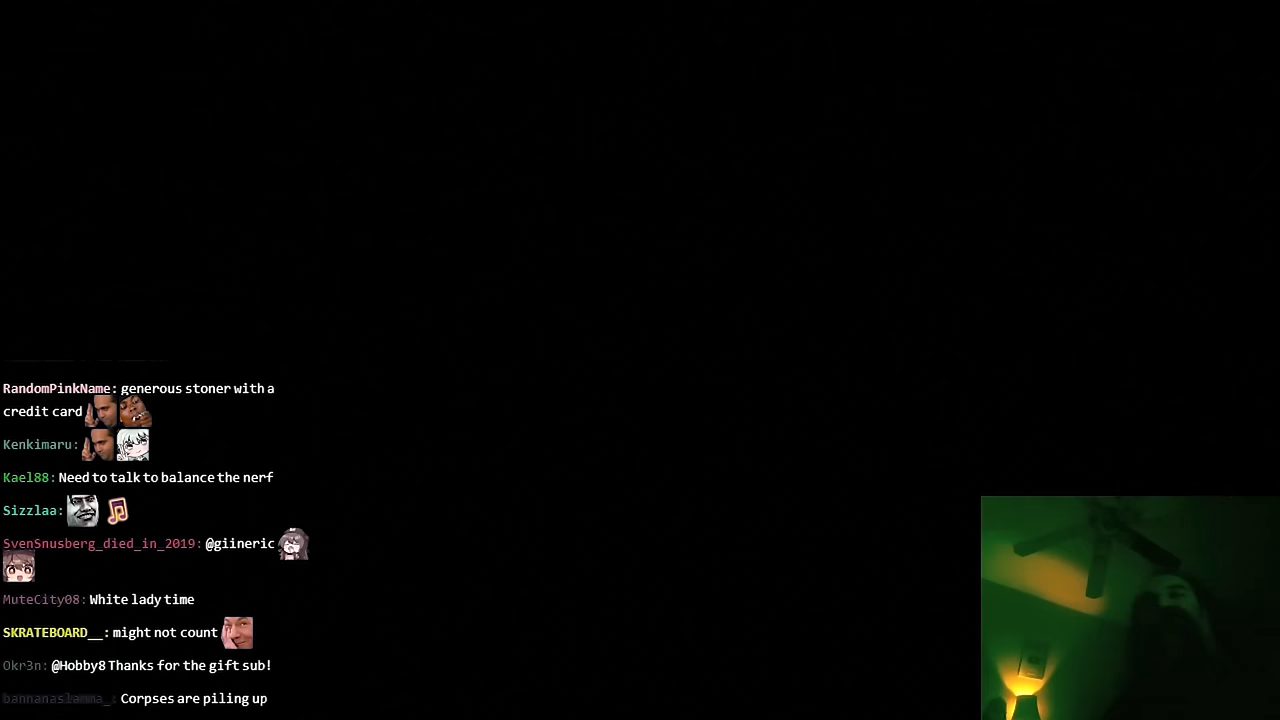 RandomPinkName: generous stoner with a
credit card
Kenkimaru:
Kael88: Need to talk to balance the nerf
Sizzlaa:
SvenSnusberg_died_in_2019: @giineric
MuteCity08: White lady time
SKRATEBOARD__: might not count
Okr3n: @Hobby8 Thanks for the gift sub!
bannanaslamma_: Corpses are piling up